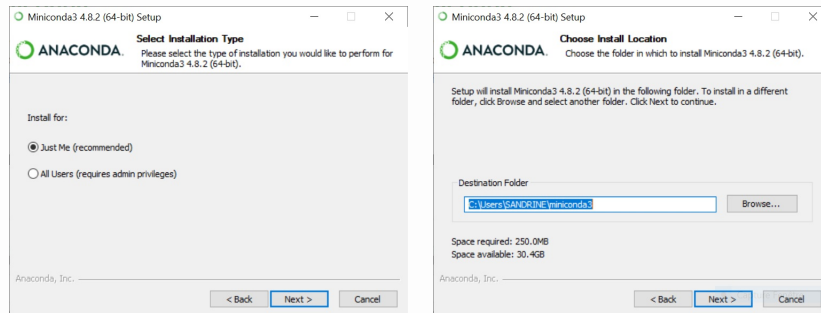 Miniconda3 4.8.2 (64-bit) Setup
ANACONDA.
Select Installation Type
Please select the type of installation you would like to perform for
Miniconda3 4.8.2 (64-bit).
Install for:
Just Me (recommended)
All Users (requires admin privileges)
Anaconda, Inc.
< Back Next > Cancel
Miniconda3 4.8.2 (64-bit) Setup
ANACONDA.
Choose Install Location
Choose the folder in which to install Miniconda3 4.8.2 (64-bit).
Setup will install Miniconda3 4.8.2 (64-bit) in the following folder. To install in a different
folder, click Browse and select another folder. Click Next to continue.
Destination Folder
C:\Users\SANDRINE\miniconda3
Browse...
Space required: 250.0MB
Space available: 30.4GB
Anaconda, Inc.
< Back Next > Cancel